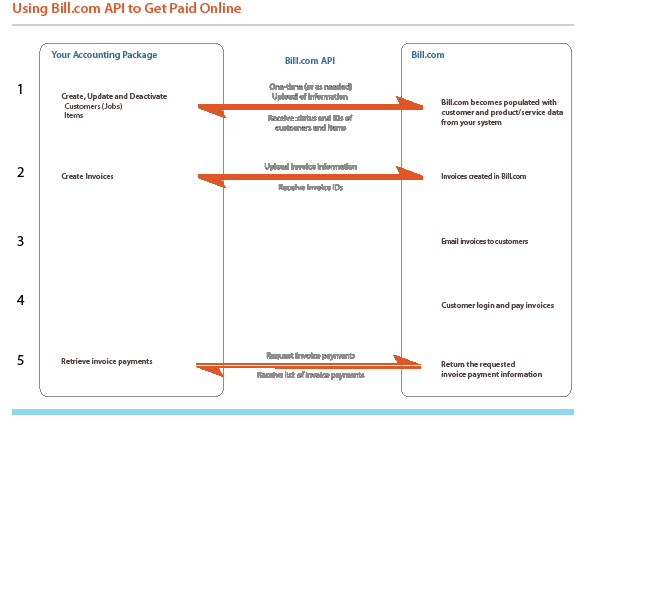 Using Bill.com API to Get Paid Online
Your Accounting Package
Bill.com API
Bill.com
1
Create, Update and Deactivate
Customers (Jobs)
Items
One-time (or as needed)
Upload of Information
Receive status and IDs of
customers and Items
Bill.com becomes populated with
customer and product/service data
from your system
2
Create Invoices
Upload Invoice Information
Receive Invoice IDs
Invoices created in Bill.com
3
Email invoices to customers
4
Customer login and pay invoices
5
Retrieve invoice payments
Request Invoice payments
Receive list of Invoice payments
Return the requested
invoice payment information